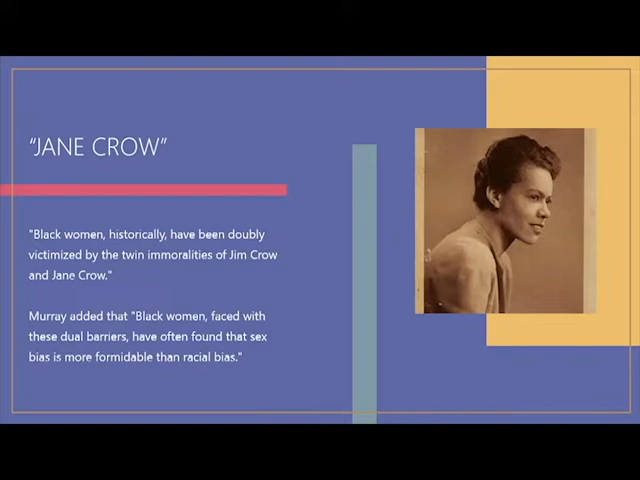 “JANE CROW”
"Black women, historically, have been doubly
victimized by the twin immoralities of Jim Crow
and Jane Crow."
Murray added that "Black women, faced with
these dual barriers, have often found that sex
bias is more formidable than racial bias."